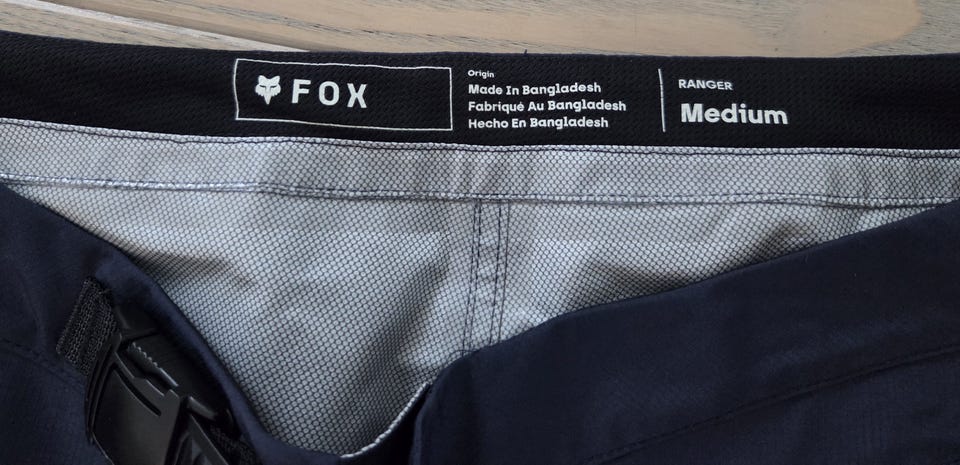 FOX
Origin
Made In Bangladesh
Fabriqué Au Bangladesh
Hecho En Bangladesh
RANGER
Medium